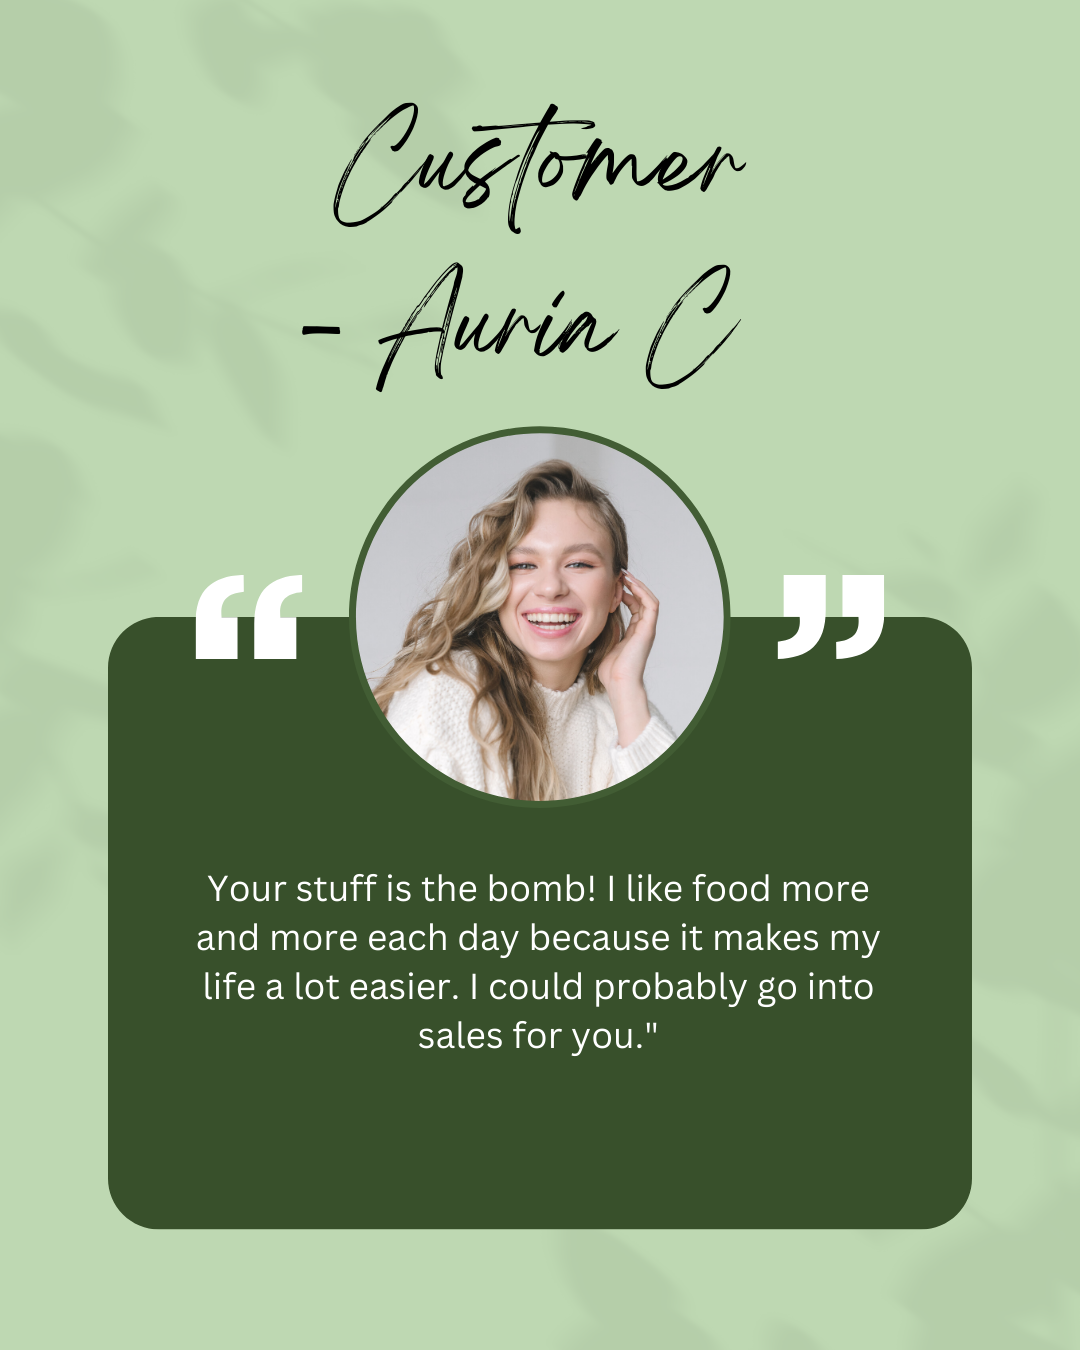 Customer
- Auria C
“ ”
Your stuff is the bomb! I like food more
and more each day because it makes my
life a lot easier. I could probably go into
sales for you."